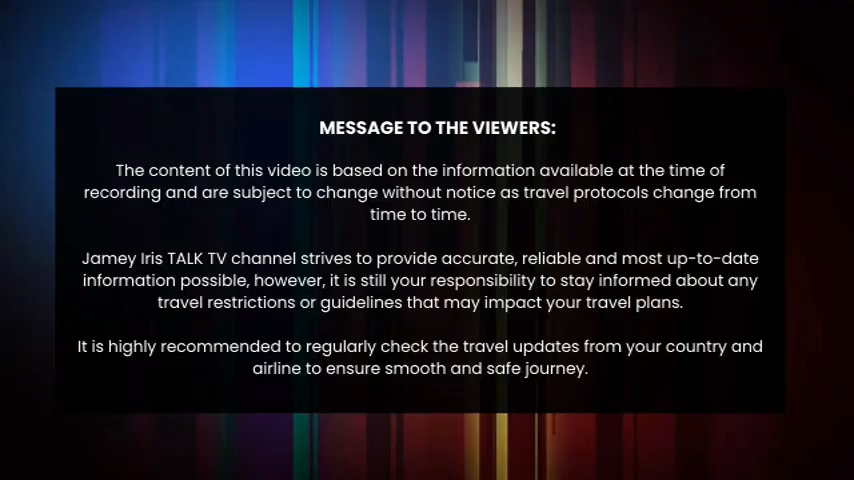 MESSAGE TO THE VIEWERS:
The content of this video is based on the information available at the time of
recording and are subject to change without notice as travel protocols change from
time to time.
Jamey Iris TALK TV channel strives to provide accurate, reliable and most up-to-date
information possible, however, it is still your responsibility to stay informed about any
travel restrictions or guidelines that may impact your travel plans.
It is highly recommended to regularly check the travel updates from your country and
airline to ensure smooth and safe journey.